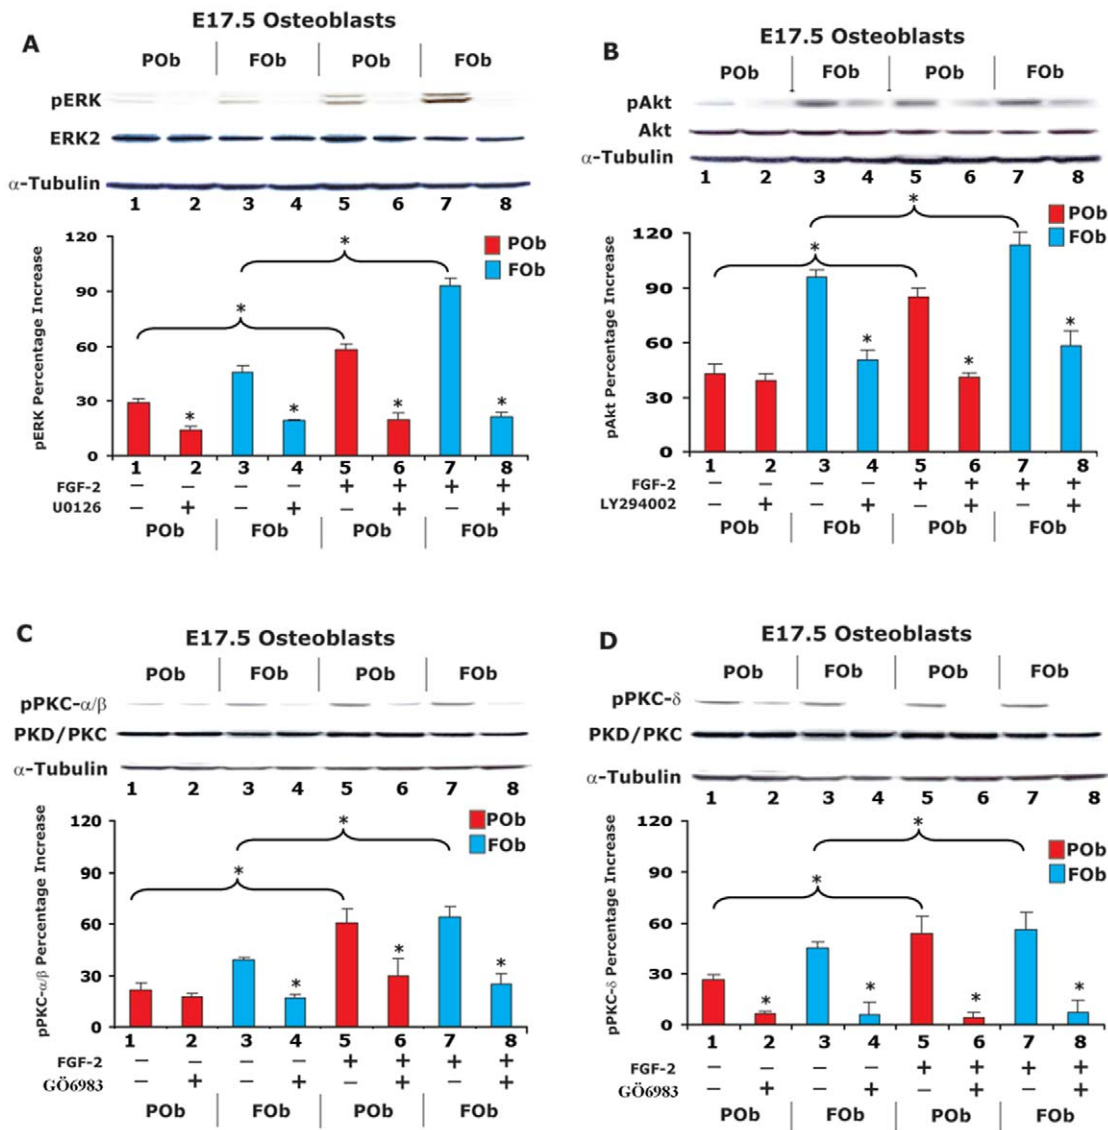 A
E17.5 Osteoblasts
POb FOb POb FOb
pERK
ERK2
α-Tubulin
1 2 3 4 5 6 7 8
pERK Percentage Increase
120
90
60
30
0
POb
FOb
* * * * * *
1 2 3 4 5 6 7 8
FGF-2 – – – – + + + +
U0126 – + – + – + – +
POb FOb POb FOb
B
E17.5 Osteoblasts
POb FOb POb FOb
pAkt
Akt
α-Tubulin
1 2 3 4 5 6 7 8
pAkt Percentage Increase
120
90
60
30
0
POb
FOb
* * * * *
1 2 3 4 5 6 7 8
FGF-2 – – – – + + + +
LY294002 – + – + – + – +
POb FOb POb FOb
C
E17.5 Osteoblasts
POb FOb POb FOb
pPKC-α/β
PKD/PKC
α-Tubulin
1 2 3 4 5 6 7 8
pPKC-α/β Percentage Increase
120
90
60
30
0
POb
FOb
* * * * *
1 2 3 4 5 6 7 8
FGF-2 – – – – + + + +
GÖ6983 – + – + – + – +
POb FOb POb FOb
D
E17.5 Osteoblasts
POb FOb POb FOb
pPKC-δ
PKD/PKC
α-Tubulin
1 2 3 4 5 6 7 8
pPKC-δ Percentage Increase
120
90
60
30
0
POb
FOb
* * * * * *
1 2 3 4 5 6 7 8
FGF-2 – – – – + + + +
GÖ6983 – + – + – + – +
POb FOb POb FOb